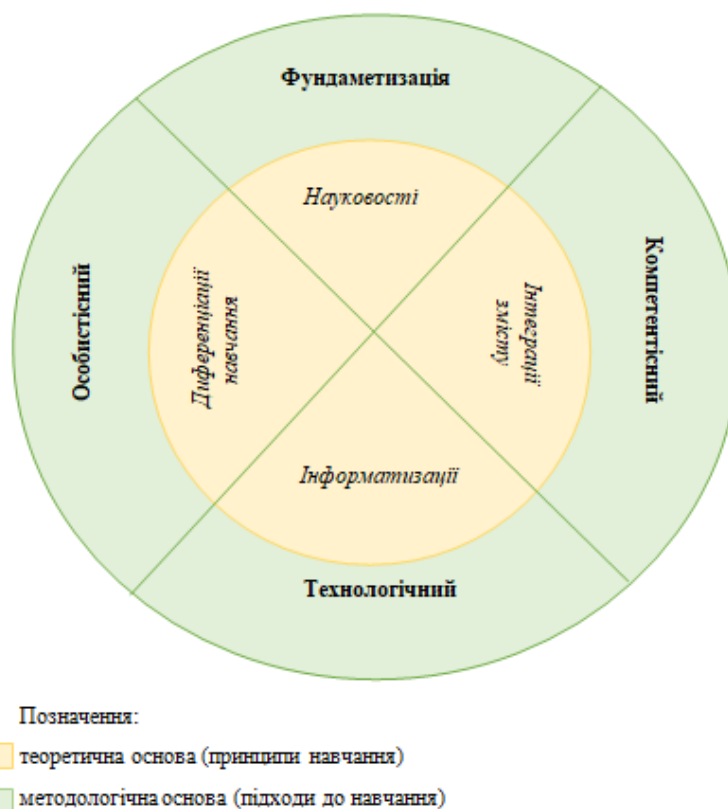 Фундаметизація
Науковості
Особистісний
Диференціації
навчання
Інтеграції
змісту
Компетентісний
Інформатизації
Технологічний
Позначення:
теоретична основа (принципи навчання)
методологічна основа (підходи до навчання)